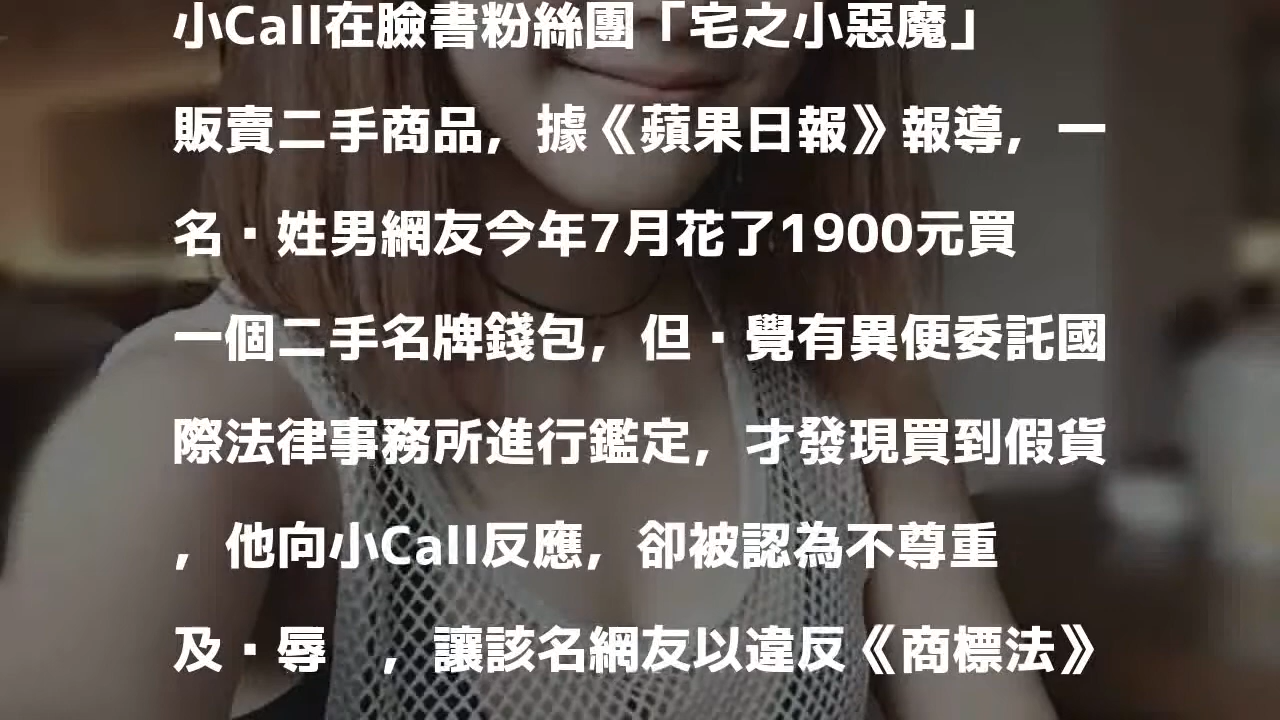 小Call在臉書粉絲團「宅之小惡魔」
販賣二手商品，據《蘋果日報》報導，一
名▪姓男網友今年7月花了1900元買
一個二手名牌錢包，但▪覺有異便委託國
際法律事務所進行鑑定，才發現買到假貨
，他向小Call反應，卻被認為不尊重
及▪辱　，讓該名網友以違反《商標法》